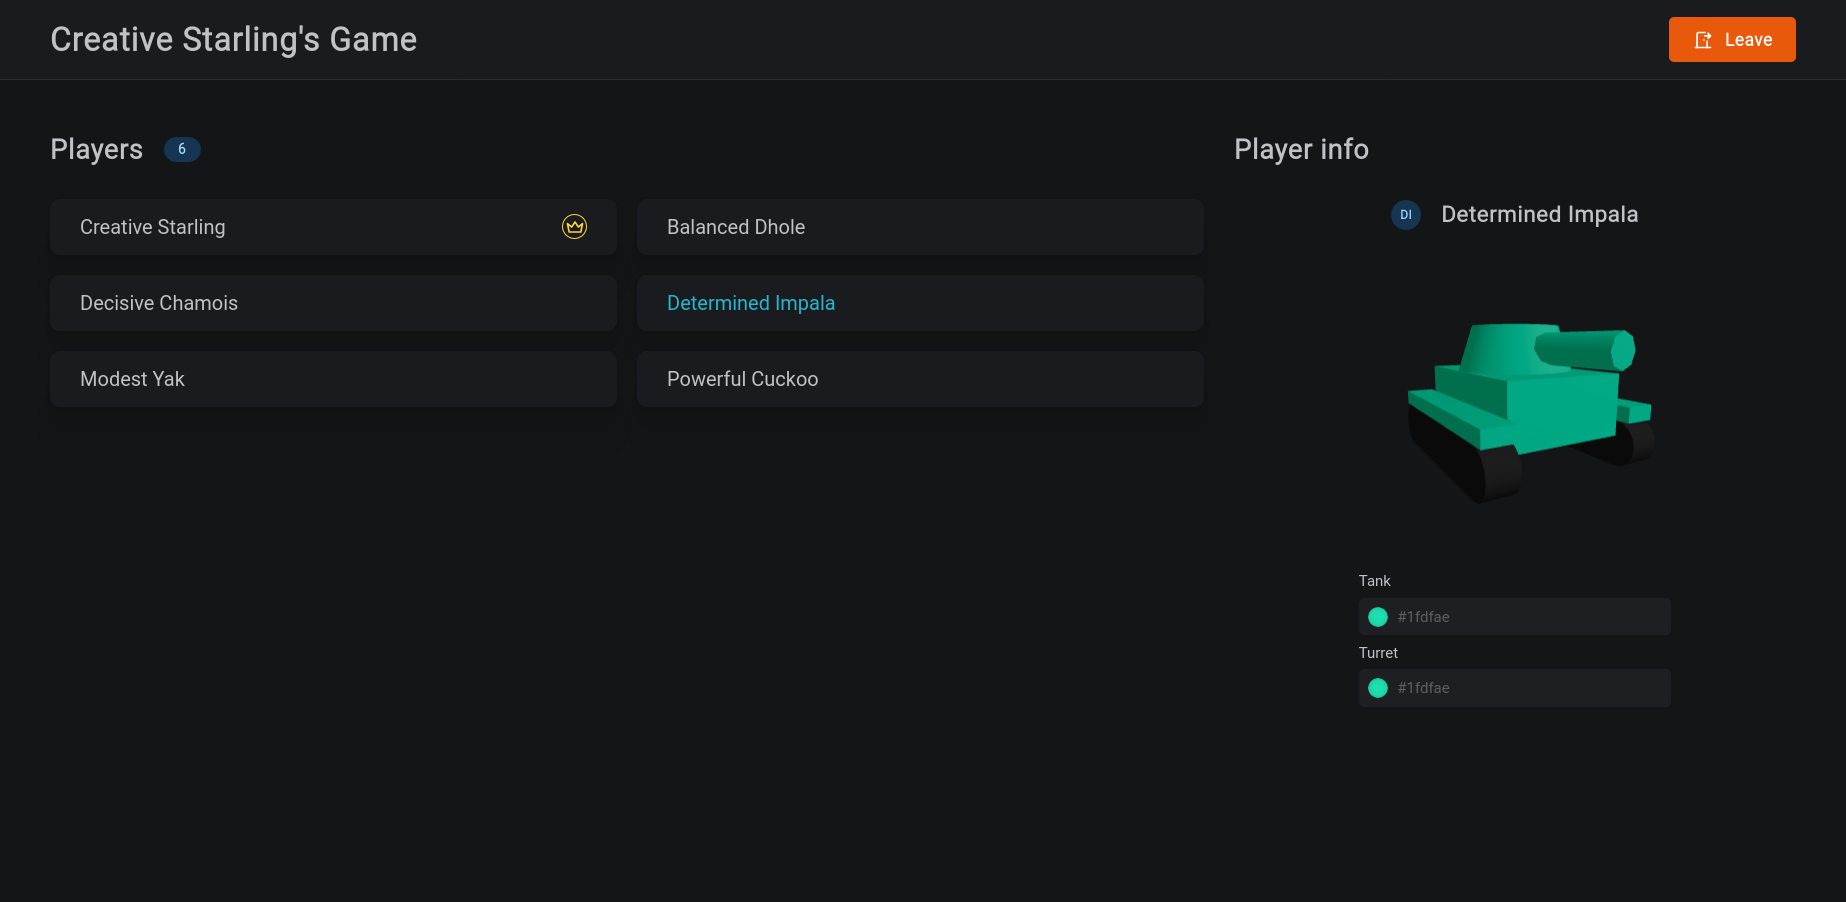 Creative Starling's Game
Leave
Players 6
Player info
Creative Starling
Balanced Dhole
Decisive Chamois
Determined Impala
Modest Yak
Powerful Cuckoo
DI Determined Impala
Tank
#1fdfae
Turret
#1fdfae